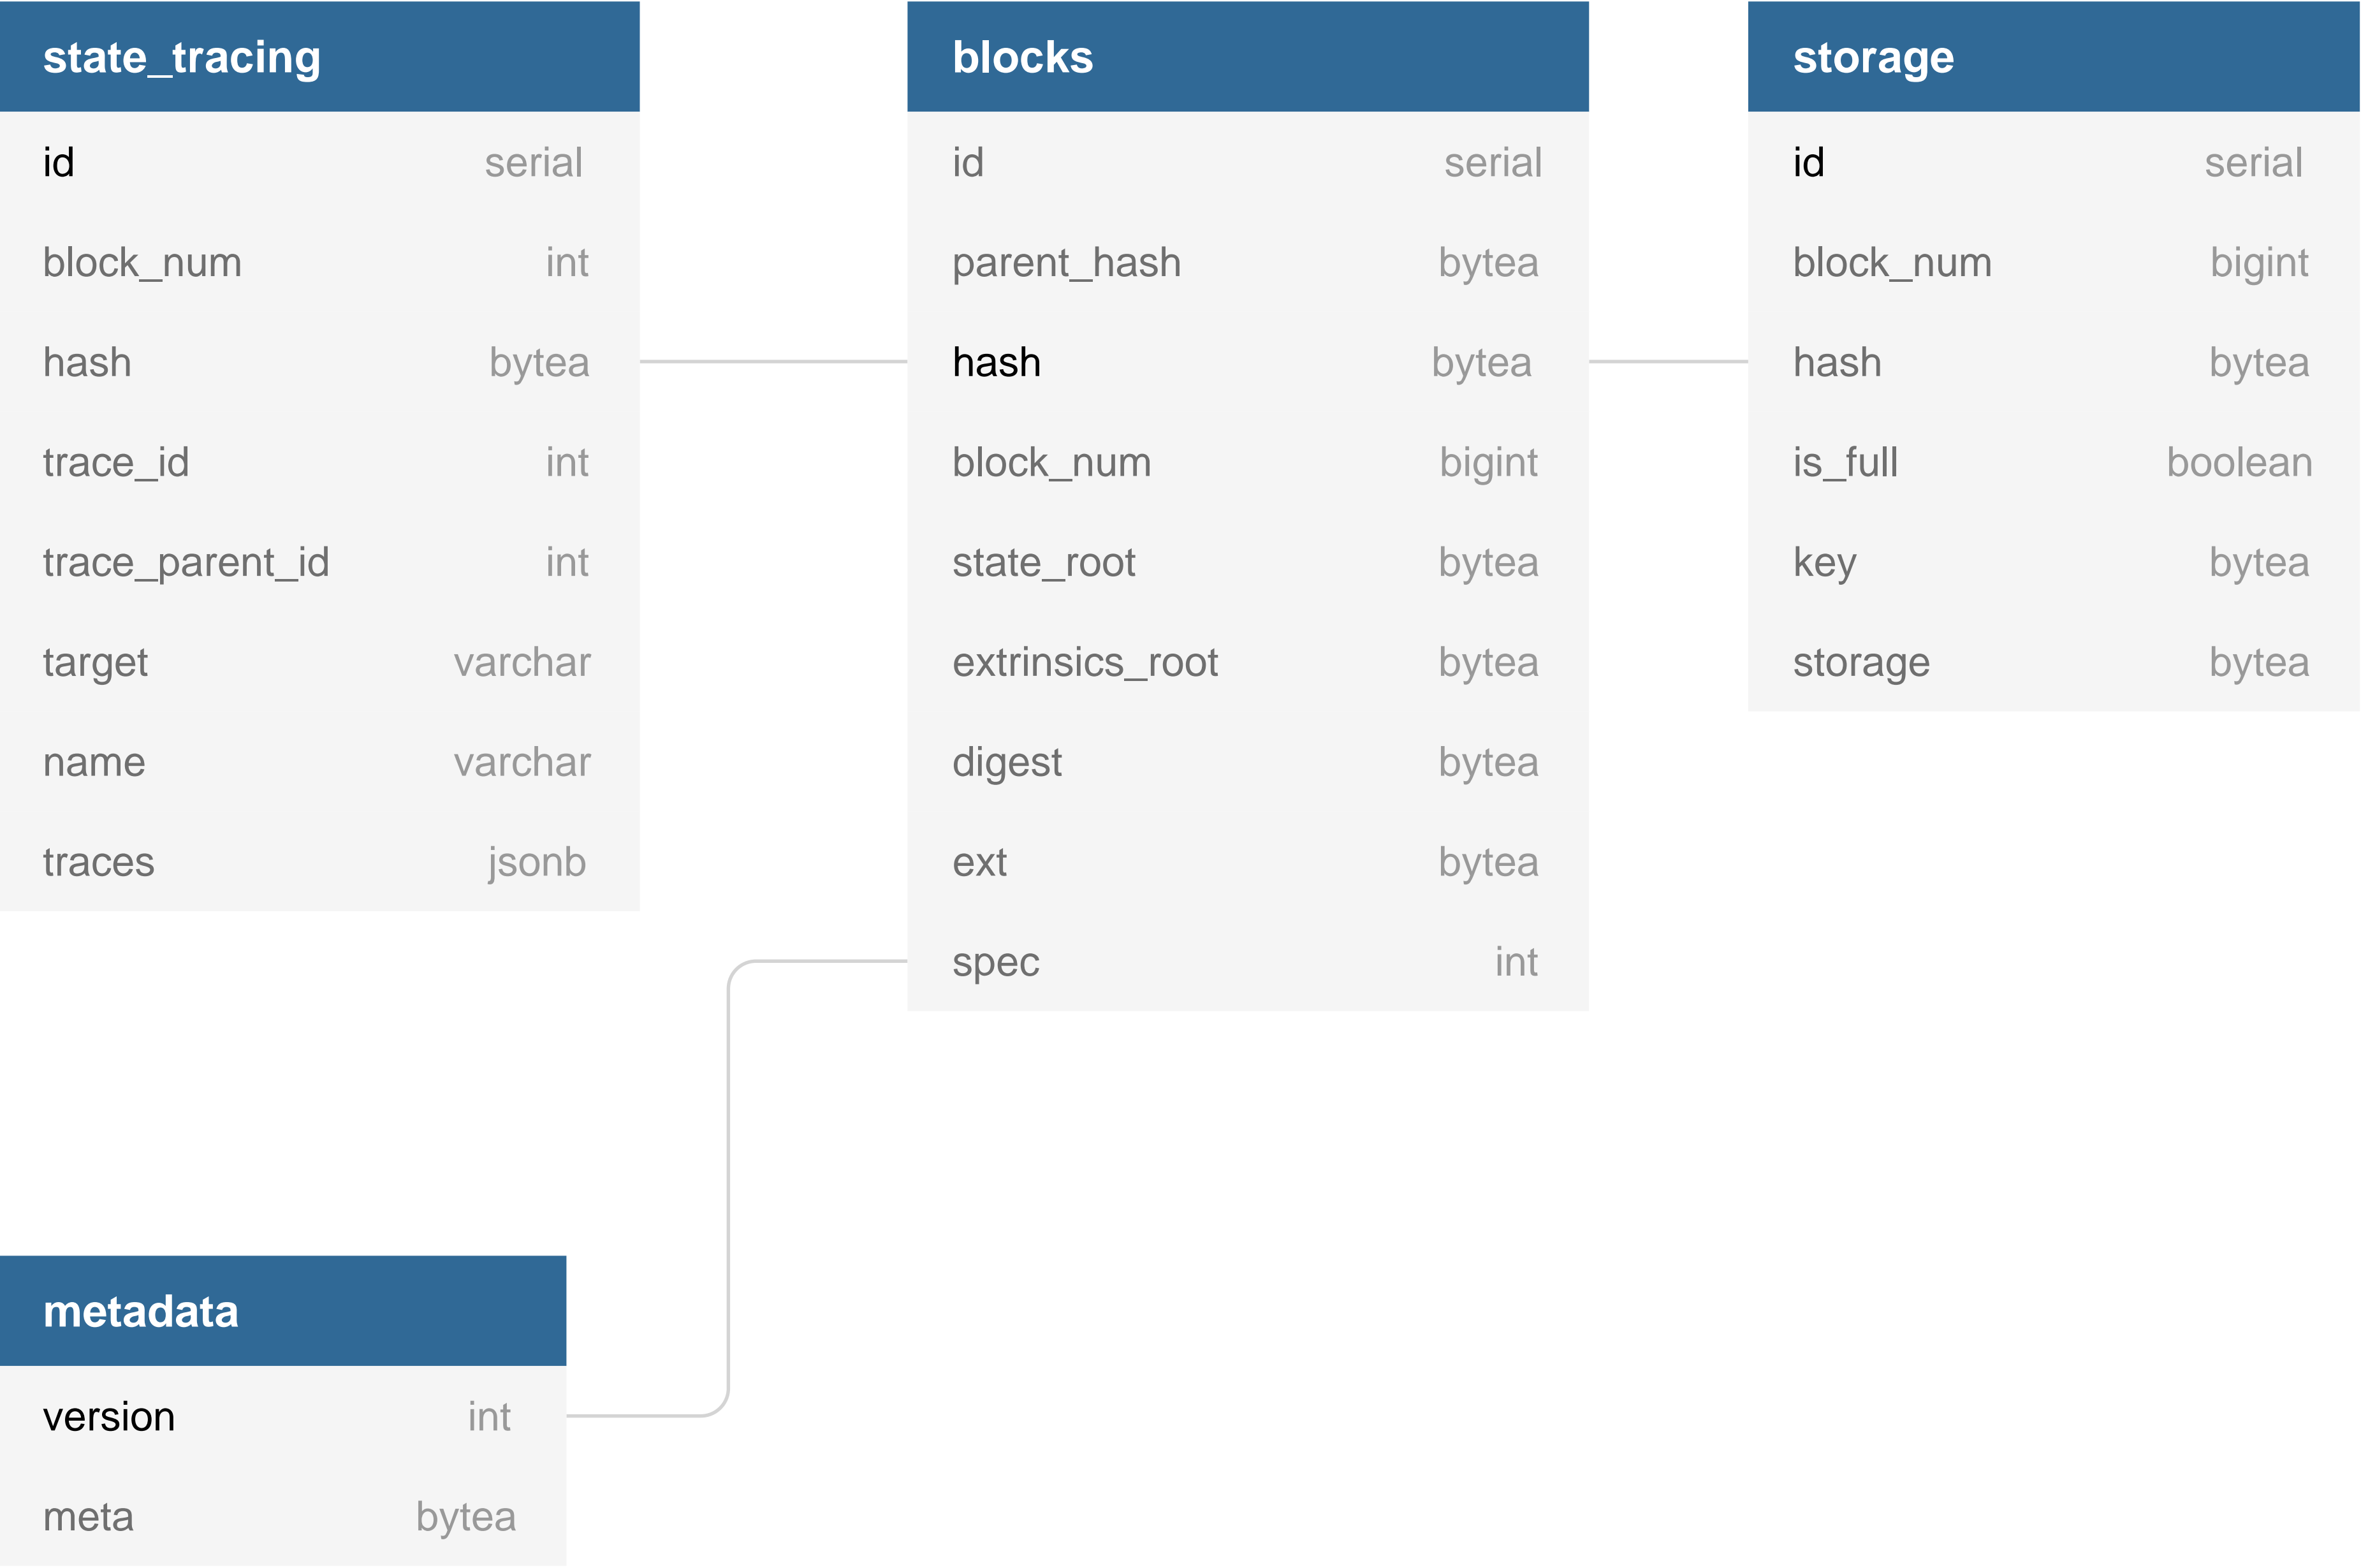 state_tracing
id serial
block_num int
hash bytea
trace_id int
trace_parent_id int
target varchar
name varchar
traces jsonb
blocks
id serial
parent_hash bytea
hash bytea
block_num bigint
state_root bytea
extrinsics_root bytea
digest bytea
ext bytea
spec int
storage
id serial
block_num bigint
hash bytea
is_full boolean
key bytea
storage bytea
metadata
version int
meta bytea